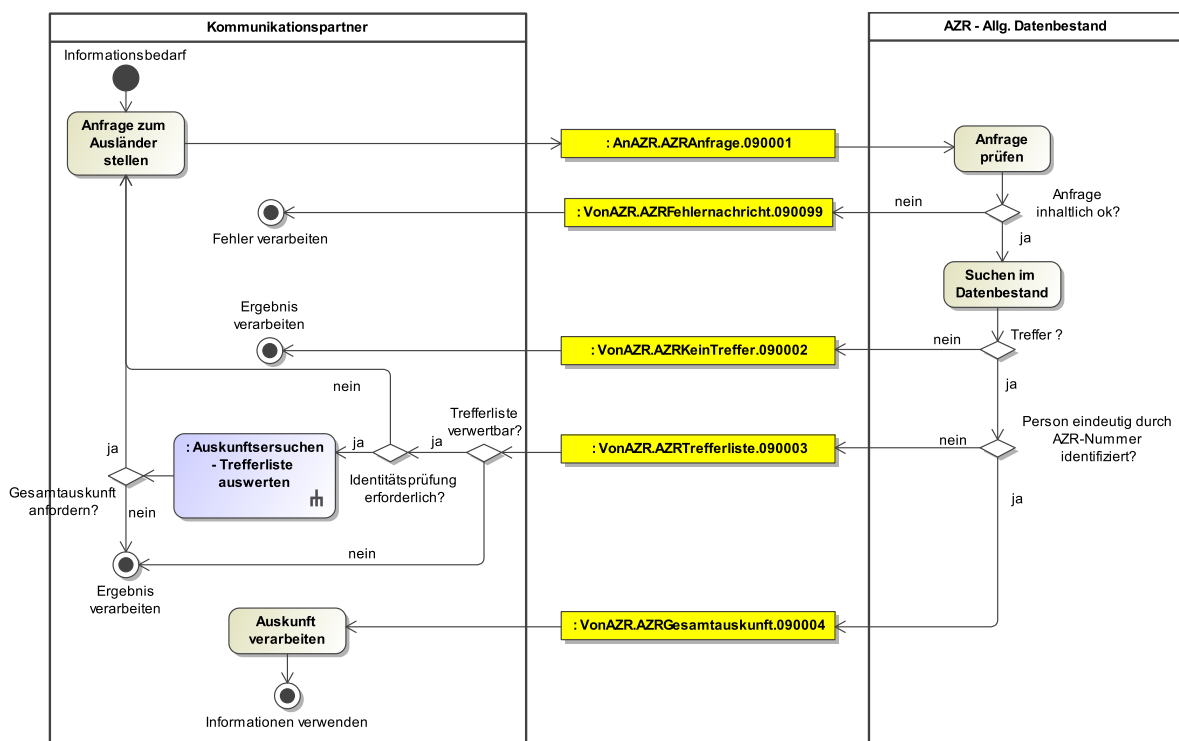 Kommunikationspartner
AZR - Allg. Datenbestand
Informationsbedarf
Anfrage zum
Ausländer
stellen
: AnAZR.AZRAnfrage.090001
Anfrage
prüfen
Anfrage
inhaltlich ok?
nein
ja
: VonAZR.AZRFehlernachricht.090099
Fehler verarbeiten
Suchen im
Datenbestand
Treffer ?
nein
ja
: VonAZR.AZRKeinTreffer.090002
Ergebnis
verarbeiten
Person eindeutig durch
AZR-Nummer
identifiziert?
nein
ja
: VonAZR.AZRTrefferliste.090003
Trefferliste
verwertbar?
ja
nein
Identitätsprüfung
erforderlich?
nein
ja
: Auskunftsersuchen
- Trefferliste
auswerten
ja
Gesamtauskunft
anfordern?
nein
Ergebnis
verarbeiten
: VonAZR.AZRGesamtauskunft.090004
Auskunft
verarbeiten
Informationen verwenden